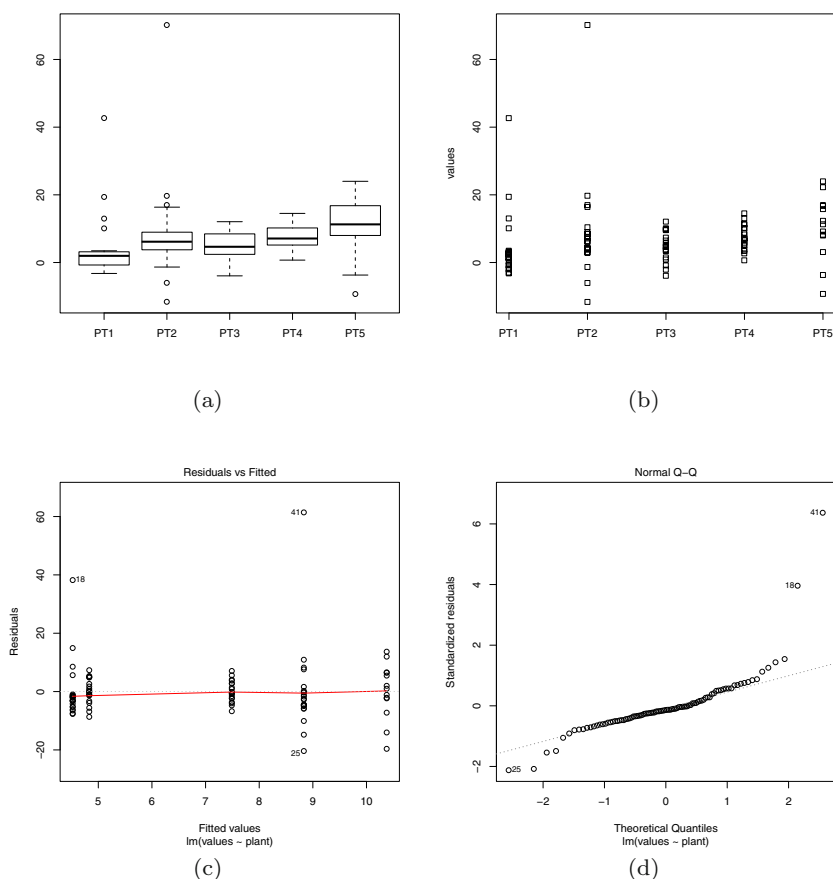 60
40
20
0
PT1 PT2 PT3 PT4 PT5
(a)
values
60
40
20
0
PT1 PT2 PT3 PT4 PT5
(b)
Residuals vs Fitted
Residuals
60
40
20
0
−20
41
18
25
5 6 7 8 9 10
Fitted values
lm(values ~ plant)
(c)
Normal Q−Q
Standardized residuals
6
4
2
0
−2
41
18
25
−2 −1 0 1 2
Theoretical Quantiles
lm(values ~ plant)
(d)